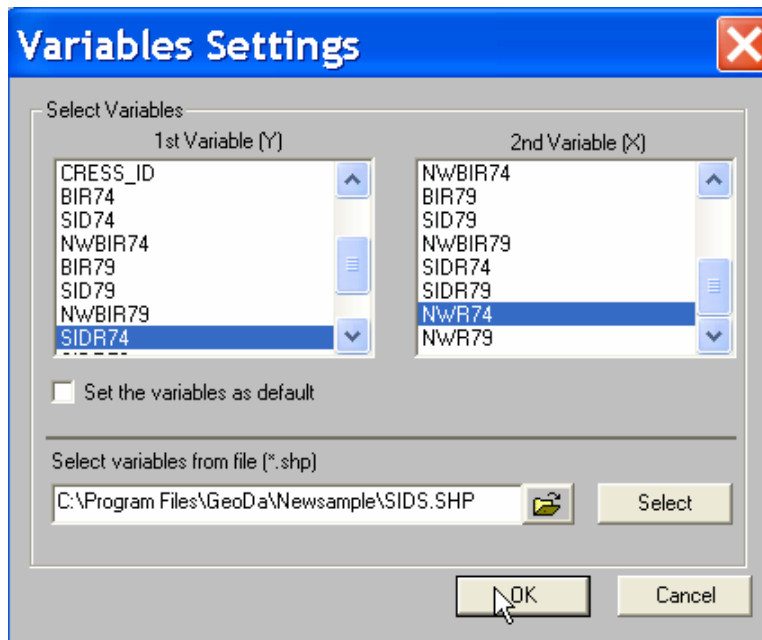 Variables Settings
Select Variables
1st Variable (Y)
2nd Variable (X)
CRESS_ID
BIR74
SID74
NWBIR74
BIR79
SID79
NWBIR79
SIDR74
NWBIR74
BIR79
SID79
NWBIR79
SIDR74
SIDR79
NWR74
NWR79
Set the variables as default
Select variables from file (*.shp)
C:\Program Files\GeoDa\Newsample\SIDS.SHP
Select
OK
Cancel